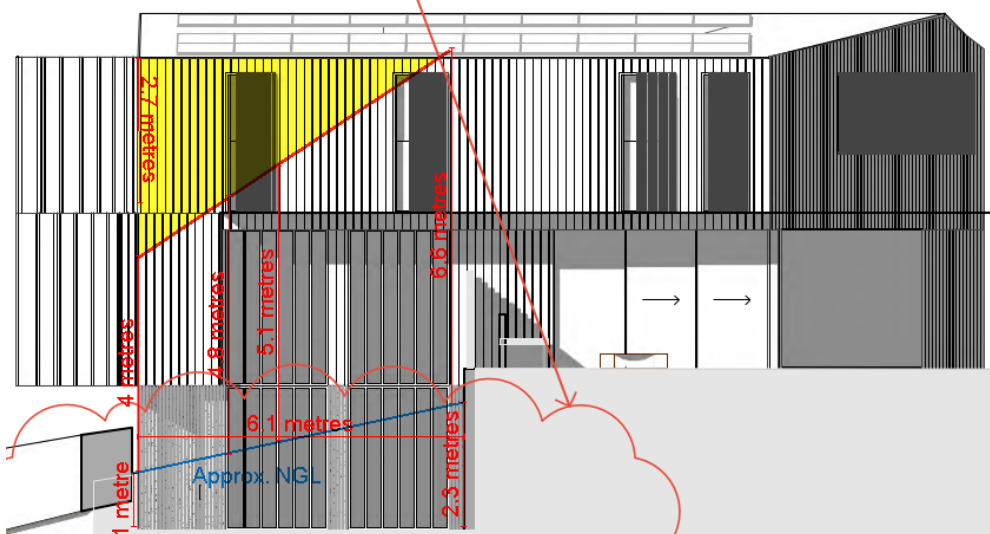 2.7 metres
6.6 metres
4.8 metres
5.1 metres
4 metres
6.1 metres
Approx. NGL
2.3 metres
1 metre